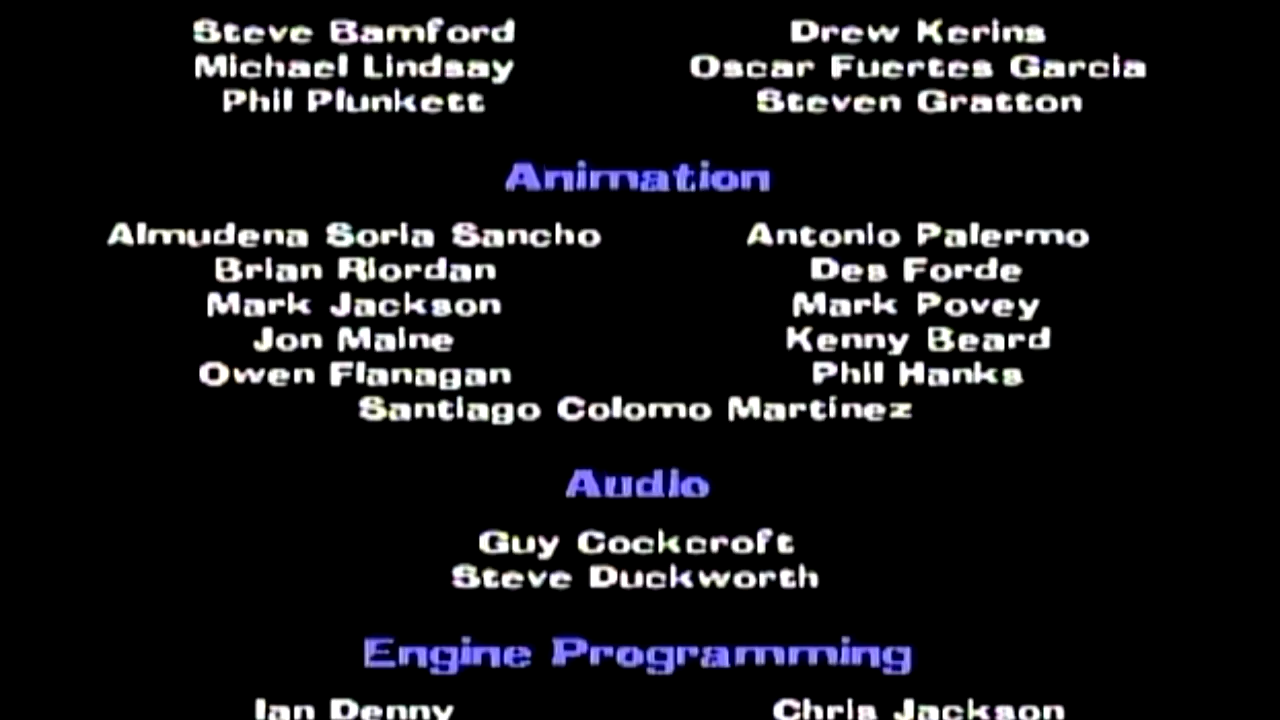 Steve Bamford Drew Kerins
Michael Lindsay Oscar Fuertes Garcia
Phil Plunkett Steven Gratton
Animation
Almudena Soria Sancho Antonio Palermo
Brian Riordan Des Forde
Mark Jackson Mark Povey
Jon Maine Kenny Beard
Owen Flanagan Phil Hanks
Santiago Colomo Martínez
Audio
Guy Cockcroft
Steve Duckworth
Engine Programming
Ian Denny Chris Jackson